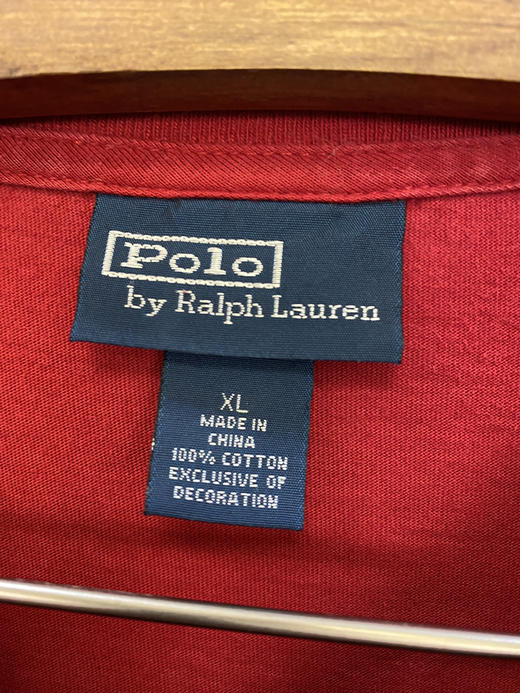 Polo
by Ralph Lauren
XL
MADE IN
CHINA
100% COTTON
EXCLUSIVE OF
DECORATION